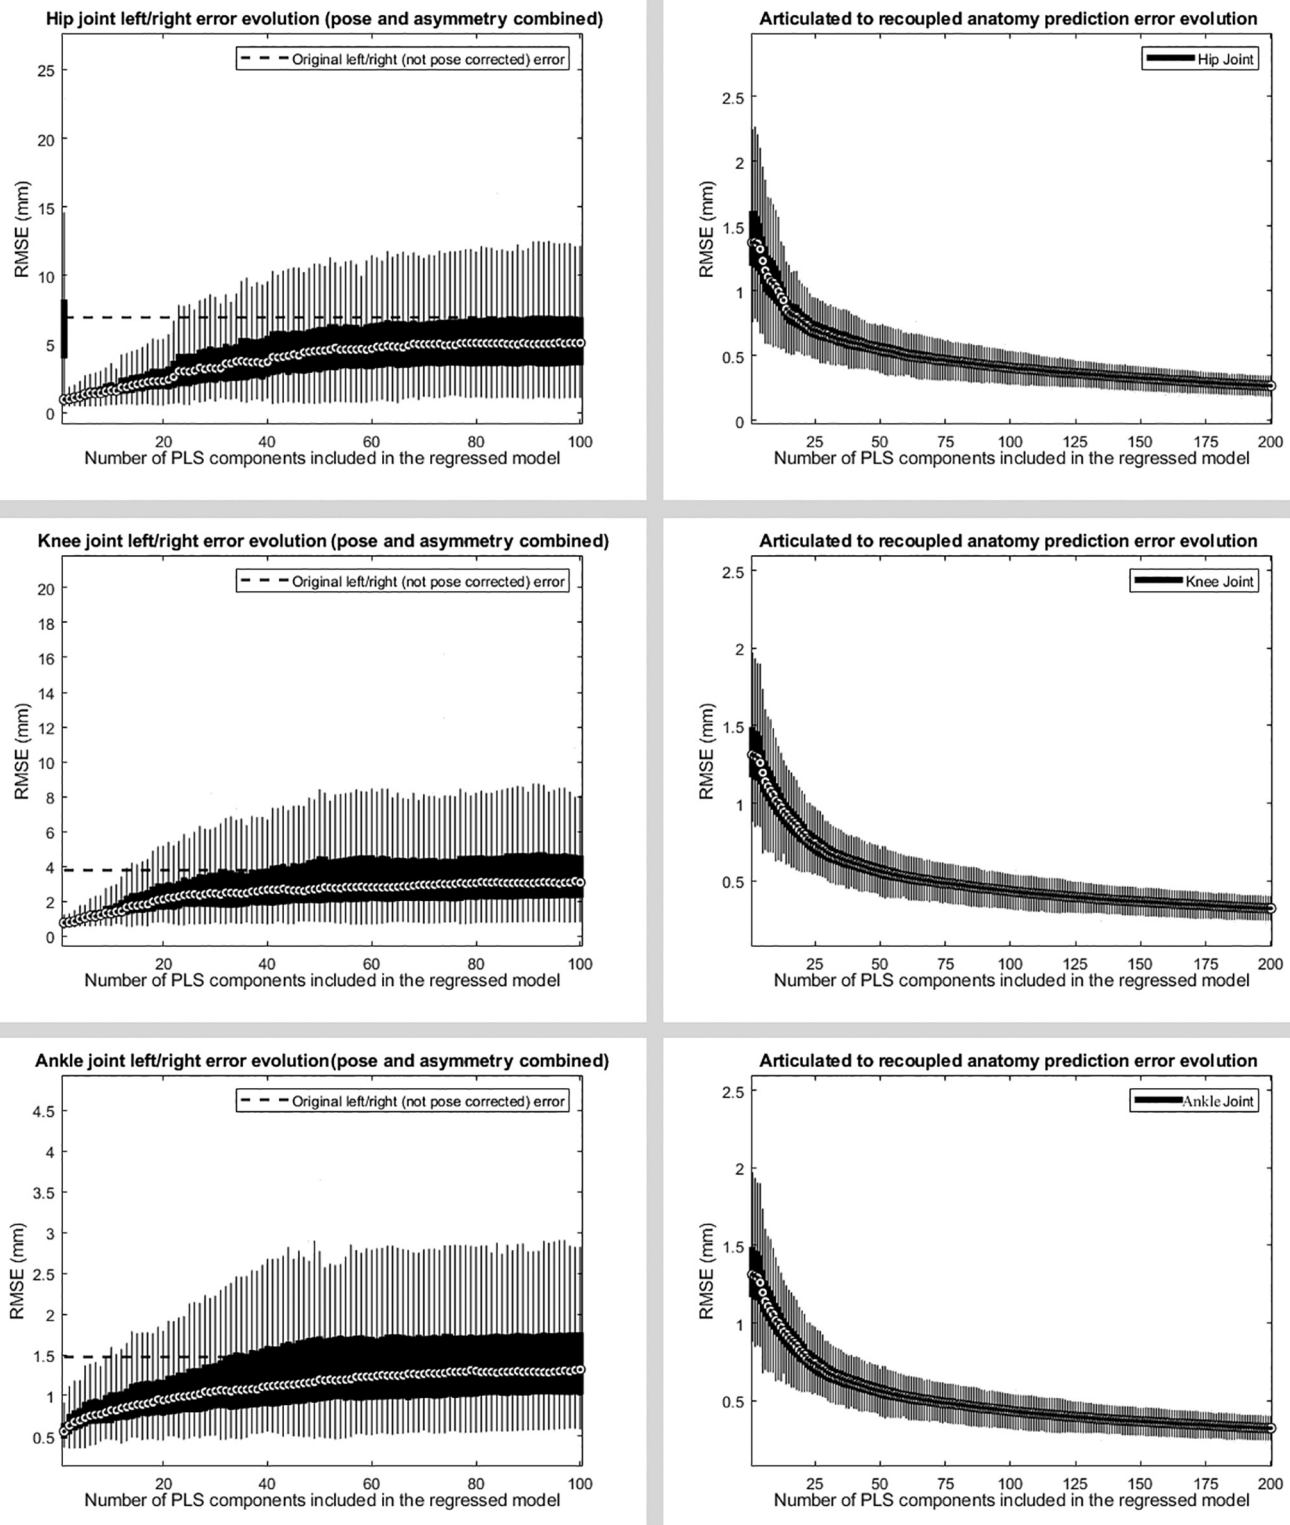 Hip joint left/right error evolution (pose and asymmetry combined)
Original left/right (not pose corrected) error
25
20
15
10
5
0
RMSE (mm)
20 40 60 80 100
Number of PLS components included in the regressed model
Articulated to recoupled anatomy prediction error evolution
Hip Joint
2.5
2
1.5
1
0.5
0
RMSE (mm)
25 50 75 100 125 150 175 200
Number of PLS components included in the regressed model
Knee joint left/right error evolution (pose and asymmetry combined)
Original left/right (not pose corrected) error
20
18
16
14
12
10
8
6
4
2
0
RMSE (mm)
20 40 60 80 100
Number of PLS components included in the regressed model
Articulated to recoupled anatomy prediction error evolution
Knee Joint
2.5
2
1.5
1
0.5
RMSE (mm)
25 50 75 100 125 150 175 200
Number of PLS components included in the regressed model
Ankle joint left/right error evolution(pose and asymmetry combined)
Original left/right (not pose corrected) error
4.5
4
3.5
3
2.5
2
1.5
1
0.5
RMSE (mm)
20 40 60 80 100
Number of PLS components included in the regressed model
Articulated to recoupled anatomy prediction error evolution
Ankle Joint
2.5
2
1.5
1
0.5
RMSE (mm)
25 50 75 100 125 150 175 200
Number of PLS components included in the regressed model